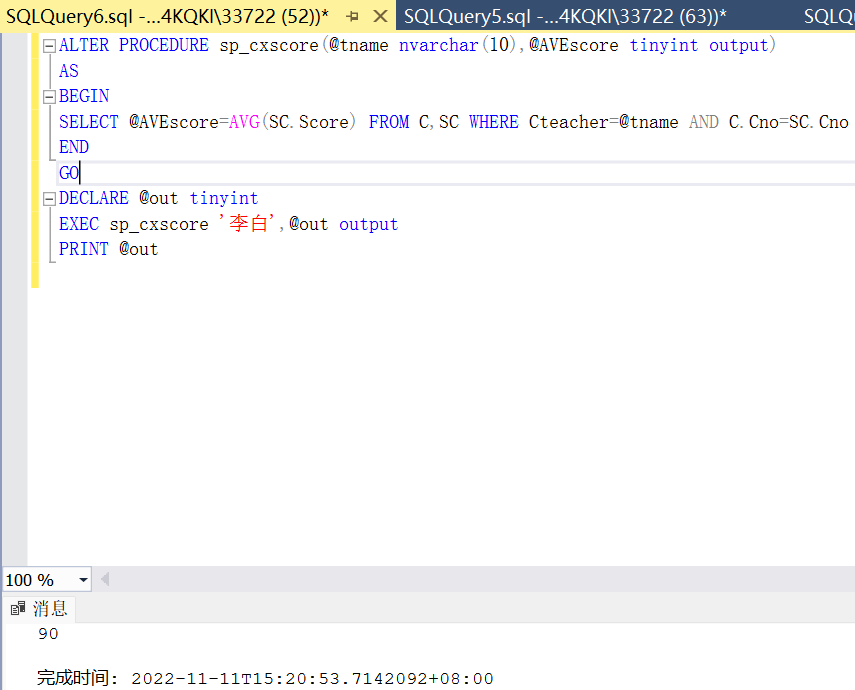 SQLQuery6.sql -...4KQKI\33722 (52))* SQLQuery5.sql -...4KQKI\33722 (63))* SQLQ
ALTER PROCEDURE sp_cxscore(@tname nvarchar(10),@AVEscore tinyint output)
AS
BEGIN
SELECT @AVEscore=AVG(SC.Score) FROM C,SC WHERE Cteacher=@tname AND C.Cno=SC.Cno
END
GO
DECLARE @out tinyint
EXEC sp_cxscore '李白',@out output
PRINT @out
100 %
消息
90
完成时间: 2022-11-11T15:20:53.7142092+08:00